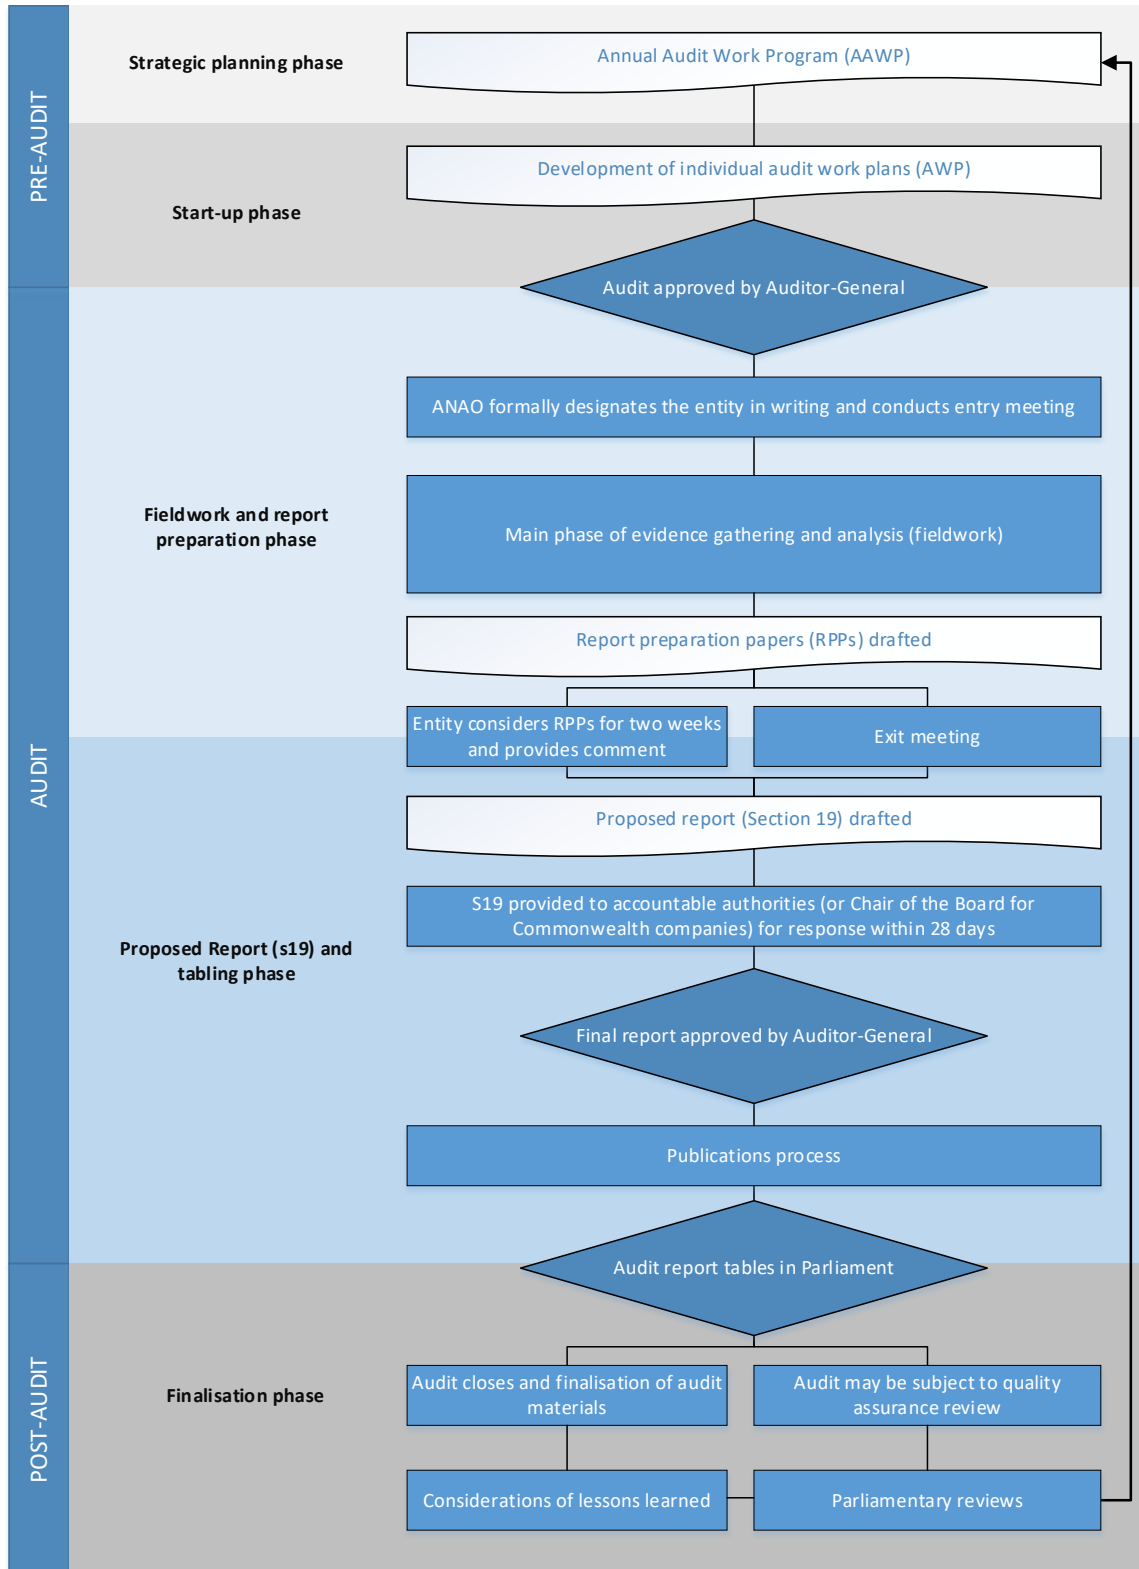 PRE-AUDIT
Strategic planning phase
Annual Audit Work Program (AAWP)
Start-up phase
Development of individual audit work plans (AWP)
Audit approved by Auditor-General
AUDIT
Fieldwork and report
preparation phase
ANAO formally designates the entity in writing and conducts entry meeting
Main phase of evidence gathering and analysis (fieldwork)
Report preparation papers (RPPs) drafted
Entity considers RPPs for two weeks
and provides comment
Exit meeting
Proposed Report (s19) and
tabling phase
Proposed report (Section 19) drafted
S19 provided to accountable authorities (or Chair of the Board for
Commonwealth companies) for response within 28 days
Final report approved by Auditor-General
Publications process
Audit report tables in Parliament
POST-AUDIT
Finalisation phase
Audit closes and finalisation of audit
materials
Audit may be subject to quality
assurance review
Considerations of lessons learned
Parliamentary reviews